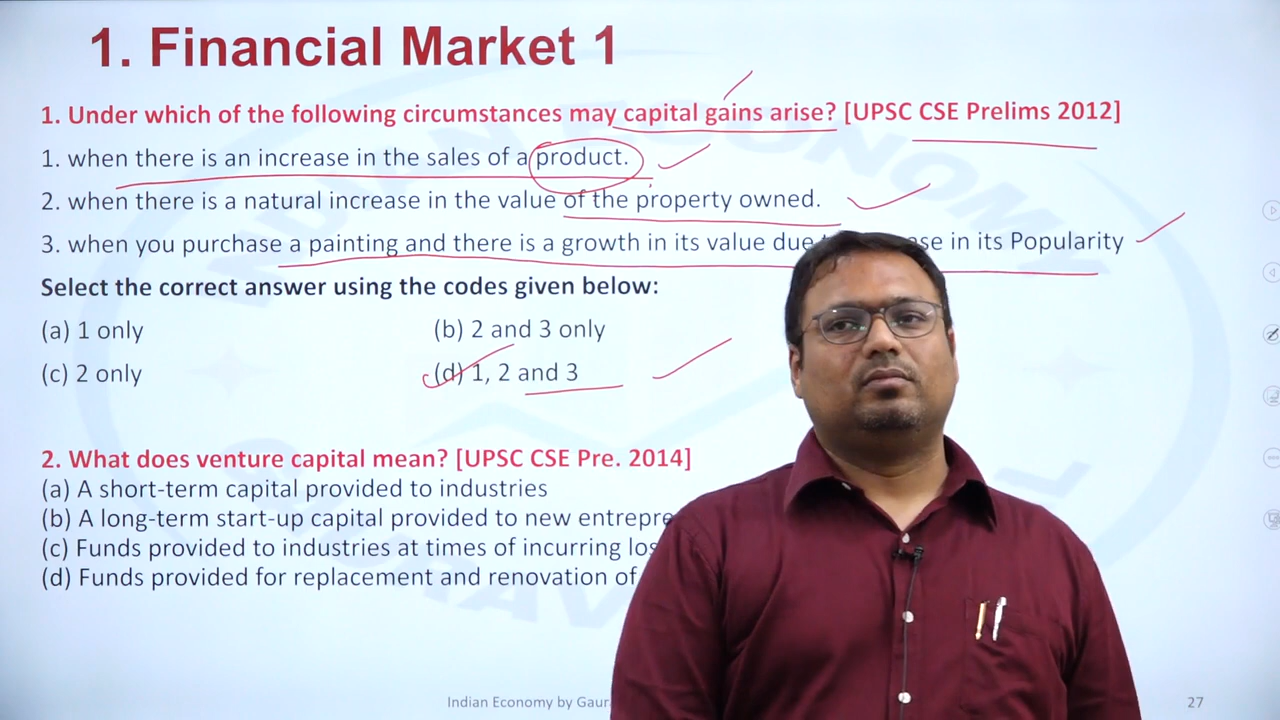 1. Financial Market 1
1. Under which of the following circumstances may capital gains arise? [UPSC CSE Prelims 2012]
1. when there is an increase in the sales of a product.
2. when there is a natural increase in the value of the property owned.
3. when you purchase a painting and there is a growth in its value due in its Popularity
Select the correct answer using the codes given below:
(a) 1 only
(b) 2 and 3 only
(c) 2 only
(d) 1, 2 and 3
2. What does venture capital mean? [UPSC CSE Pre. 2014]
(a) A short-term capital provided to industries
(b) A long-term start-up capital provided to new
(c) Funds provided to industries at times of incurring
(d) Funds provided for replacement and renovation of
Indian Economy by
27